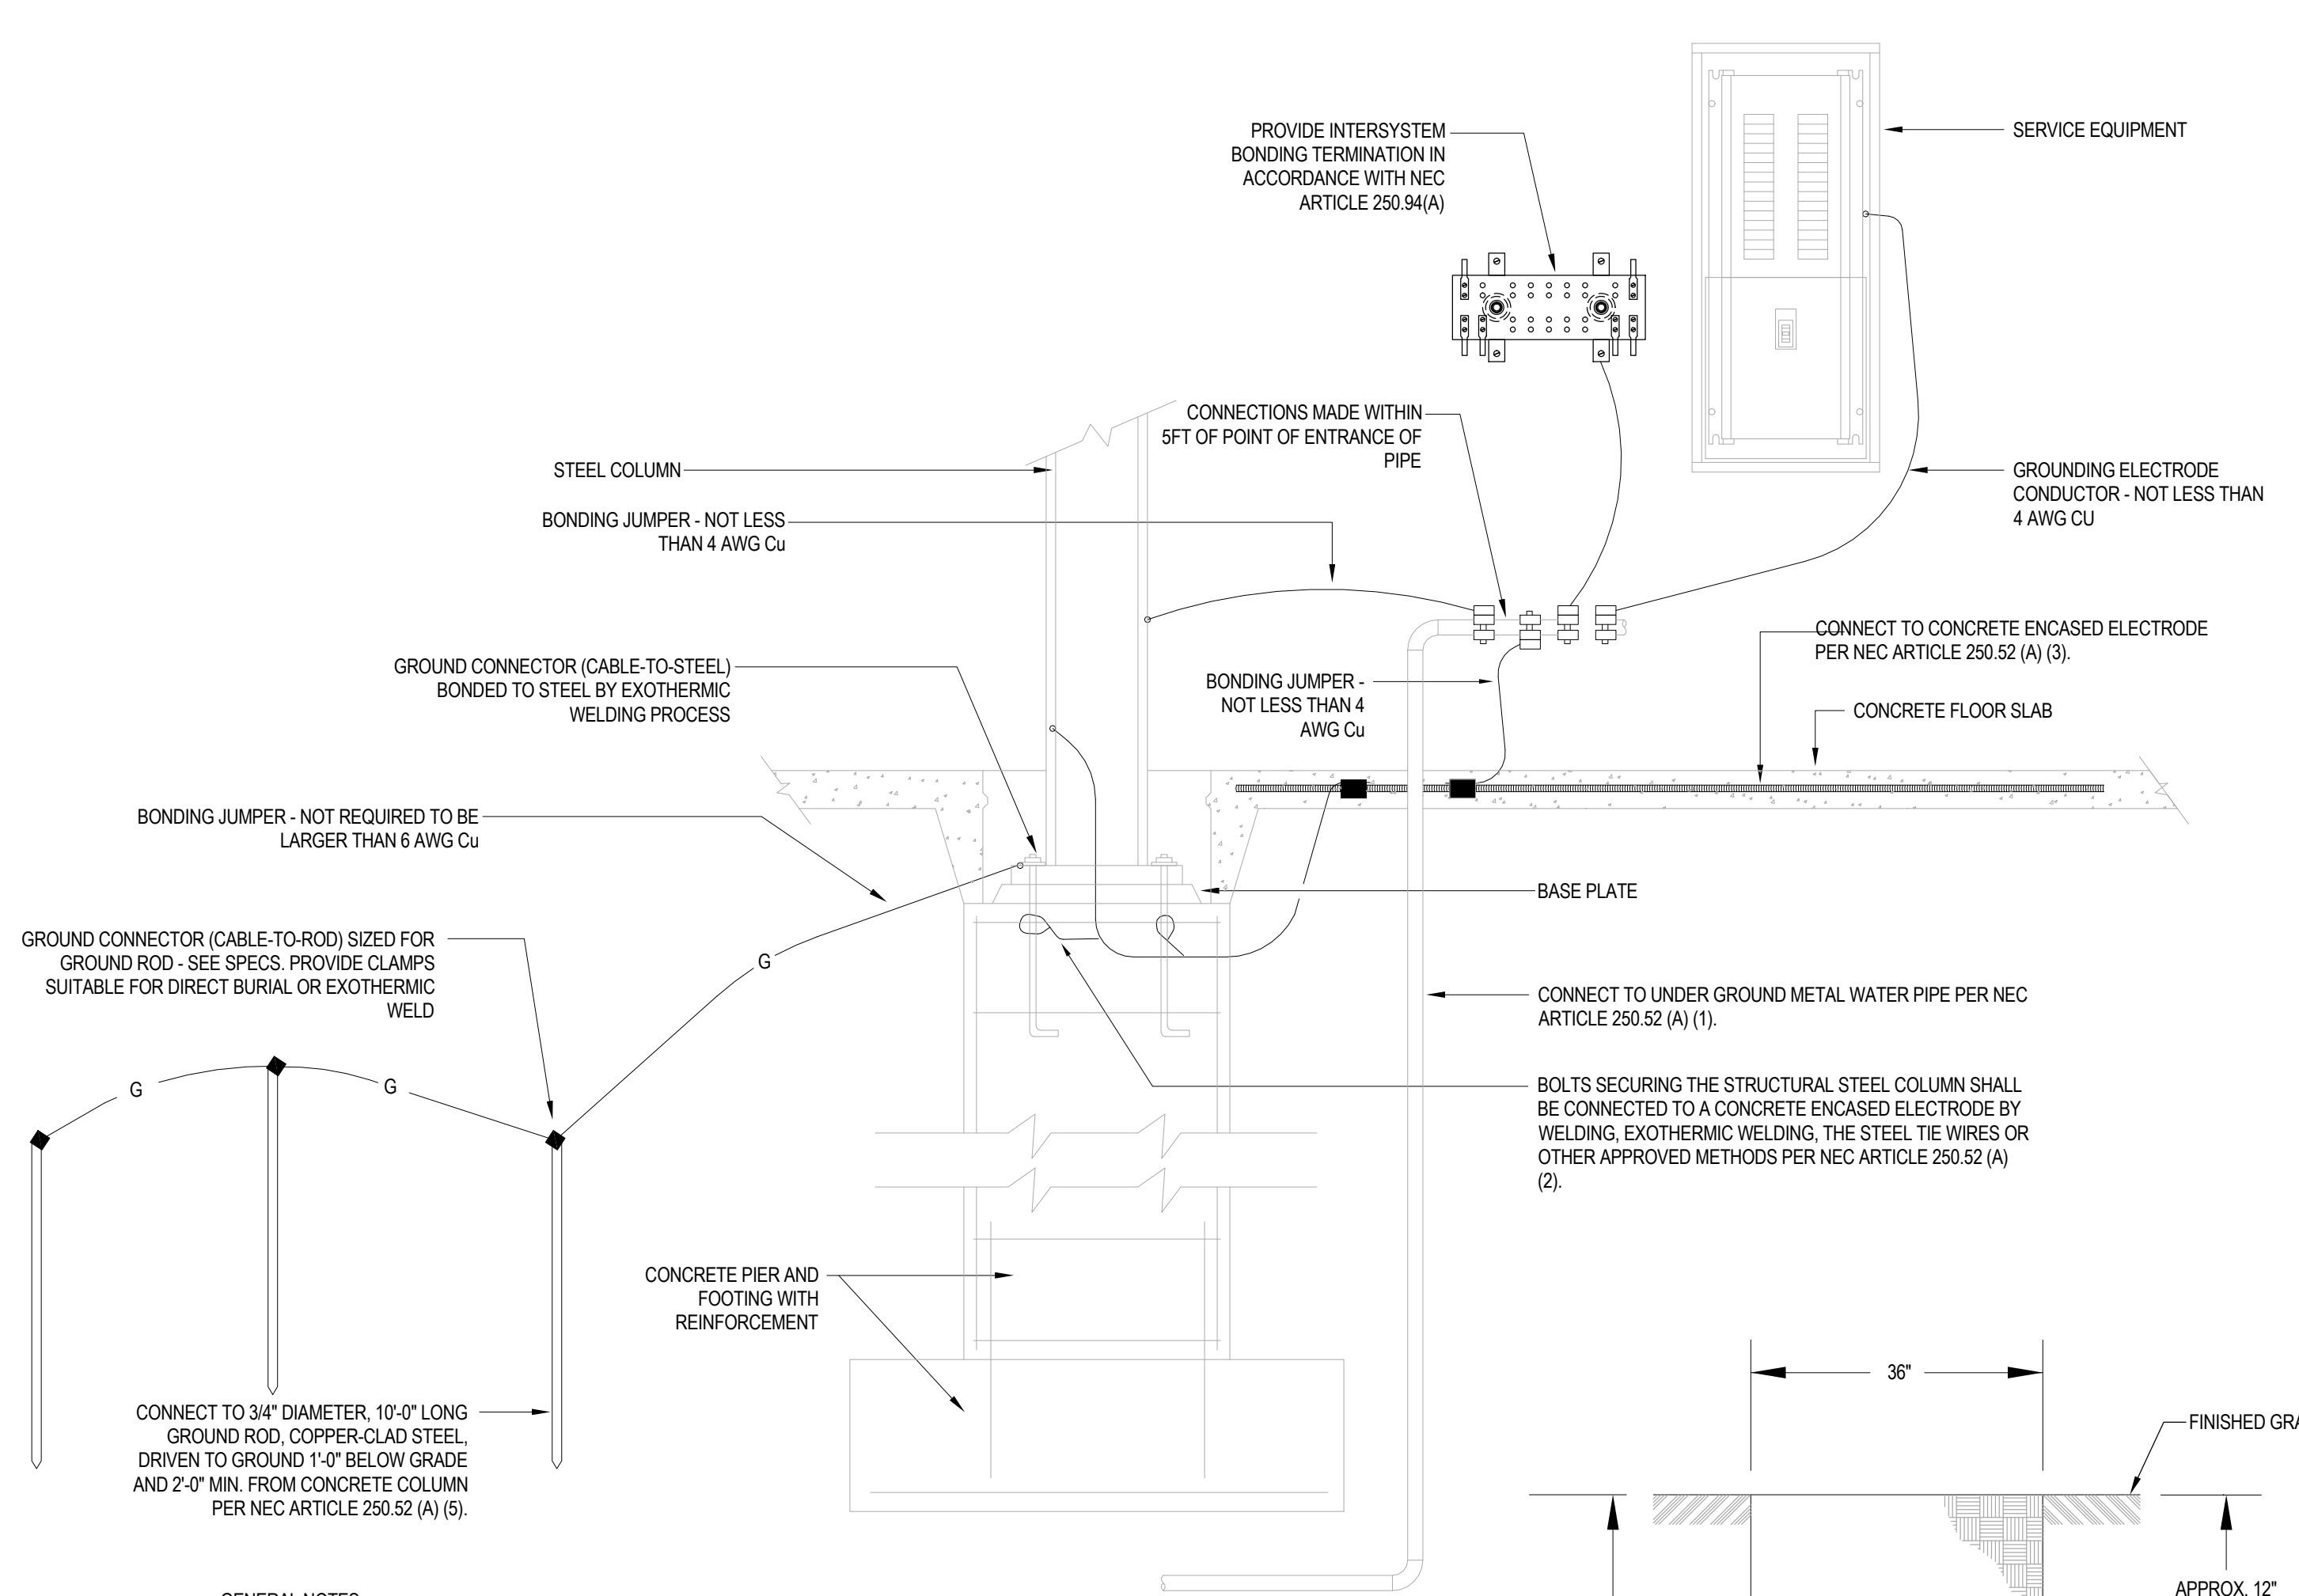 PROVIDE INTERSYSTEM
BONDING TERMINATION IN
ACCORDANCE WITH NEC
ARTICLE 250.94(A)
SERVICE EQUIPMENT
CONNECTIONS MADE WITHIN
5FT OF POINT OF ENTRANCE OF
PIPE
STEEL COLUMN
GROUNDING ELECTRODE
CONDUCTOR - NOT LESS THAN
4 AWG CU
BONDING JUMPER - NOT LESS
THAN 4 AWG Cu
CONNECT TO CONCRETE ENCASED ELECTRODE
PER NEC ARTICLE 250.52 (A) (3).
GROUND CONNECTOR (CABLE-TO-STEEL)
BONDED TO STEEL BY EXOTHERMIC
WELDING PROCESS
BONDING JUMPER -
NOT LESS THAN 4
AWG Cu
CONCRETE FLOOR SLAB
BONDING JUMPER - NOT REQUIRED TO BE
LARGER THAN 6 AWG Cu
BASE PLATE
GROUND CONNECTOR (CABLE-TO-ROD) SIZED FOR
GROUND ROD - SEE SPECS. PROVIDE CLAMPS
SUITABLE FOR DIRECT BURIAL OR EXOTHERMIC
WELD
G
CONNECT TO UNDER GROUND METAL WATER PIPE PER NEC
ARTICLE 250.52 (A) (1).
G
G
BOLTS SECURING THE STRUCTURAL STEEL COLUMN SHALL
BE CONNECTED TO A CONCRETE ENCASED ELECTRODE BY
WELDING, EXOTHERMIC WELDING, THE STEEL TIE WIRES OR
OTHER APPROVED METHODS PER NEC ARTICLE 250.52 (A)
(2).
CONCRETE PIER AND
FOOTING WITH
REINFORCEMENT
36"
CONNECT TO 3/4" DIAMETER, 10'-0" LONG
GROUND ROD, COPPER-CLAD STEEL,
DRIVEN TO GROUND 1'-0" BELOW GRADE
AND 2'-0" MIN. FROM CONCRETE COLUMN
PER NEC ARTICLE 250.52 (A) (5).
FINISHED
APPROX. 12"
GENERAL NOTES